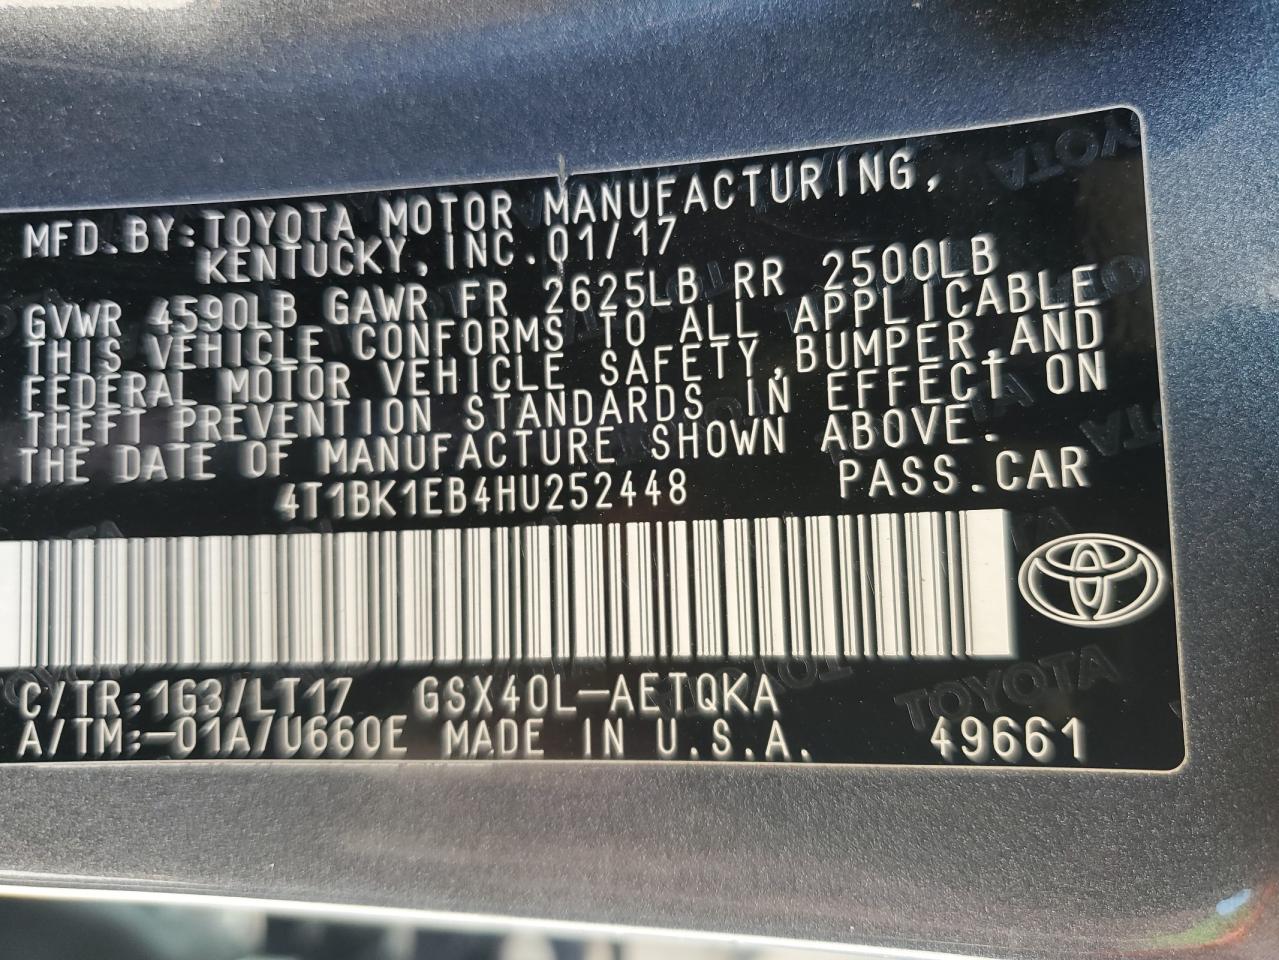 MFD.BY:TOYOTA MOTOR MANUFACTURING,
KENTUCKY,INC.01/17
GVWR 4590LB GAWR FR 2625LB RR 2500LB
THIS VEHICLE CONFORMS TO ALL APPLICABLE
FEDERAL MOTOR VEHICLE SAFETY,BUMPER,AND
THEFT PREVENTION STANDARDS IN EFFECT ON
THE DATE OF MANUFACTURE SHOWN ABOVE.
4T1BK1EB4HU252448 PASS.CAR
C/TR:1G3/LT17 GSX40L-AETQKA
A/TM:-01A/U660E MADE IN U.S.A. 49661
TOYOTA